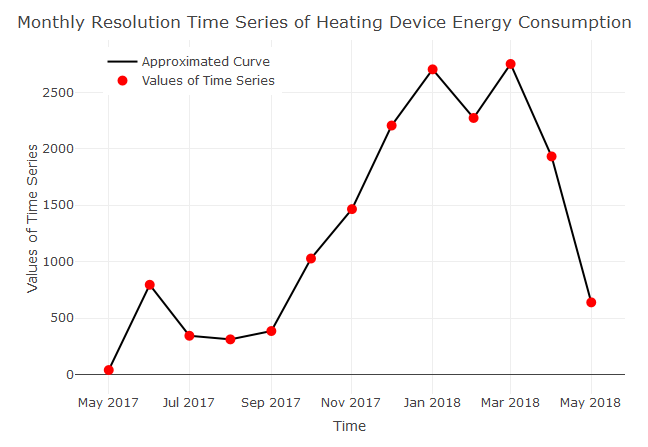 Monthly Resolution Time Series of Heating Device Energy Consumption
Approximated Curve
Values of Time Series
Values of Time Series
2500
2000
1500
1000
500
0
May 2017 Jul 2017 Sep 2017 Nov 2017 Jan 2018 Mar 2018 May 2018
Time